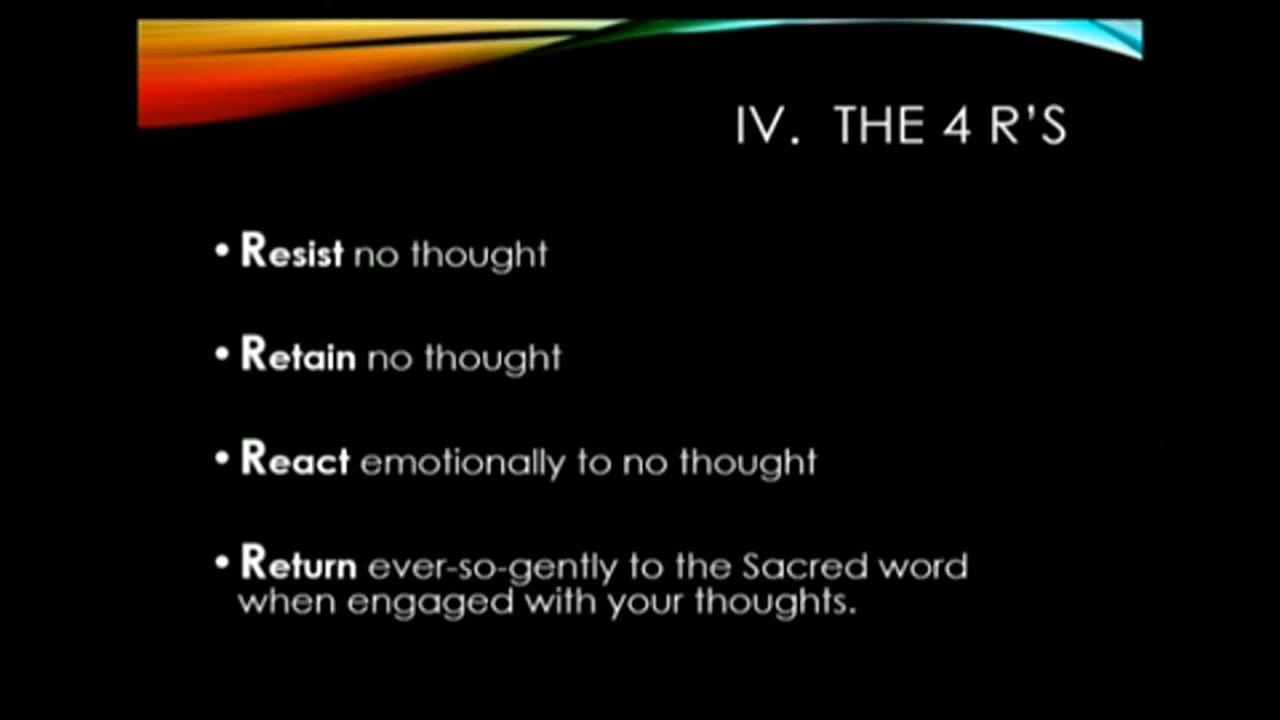 IV. THE 4 R’S
• Resist no thought
• Retain no thought
• React emotionally to no thought
• Return ever-so-gently to the Sacred word
when engaged with your thoughts.